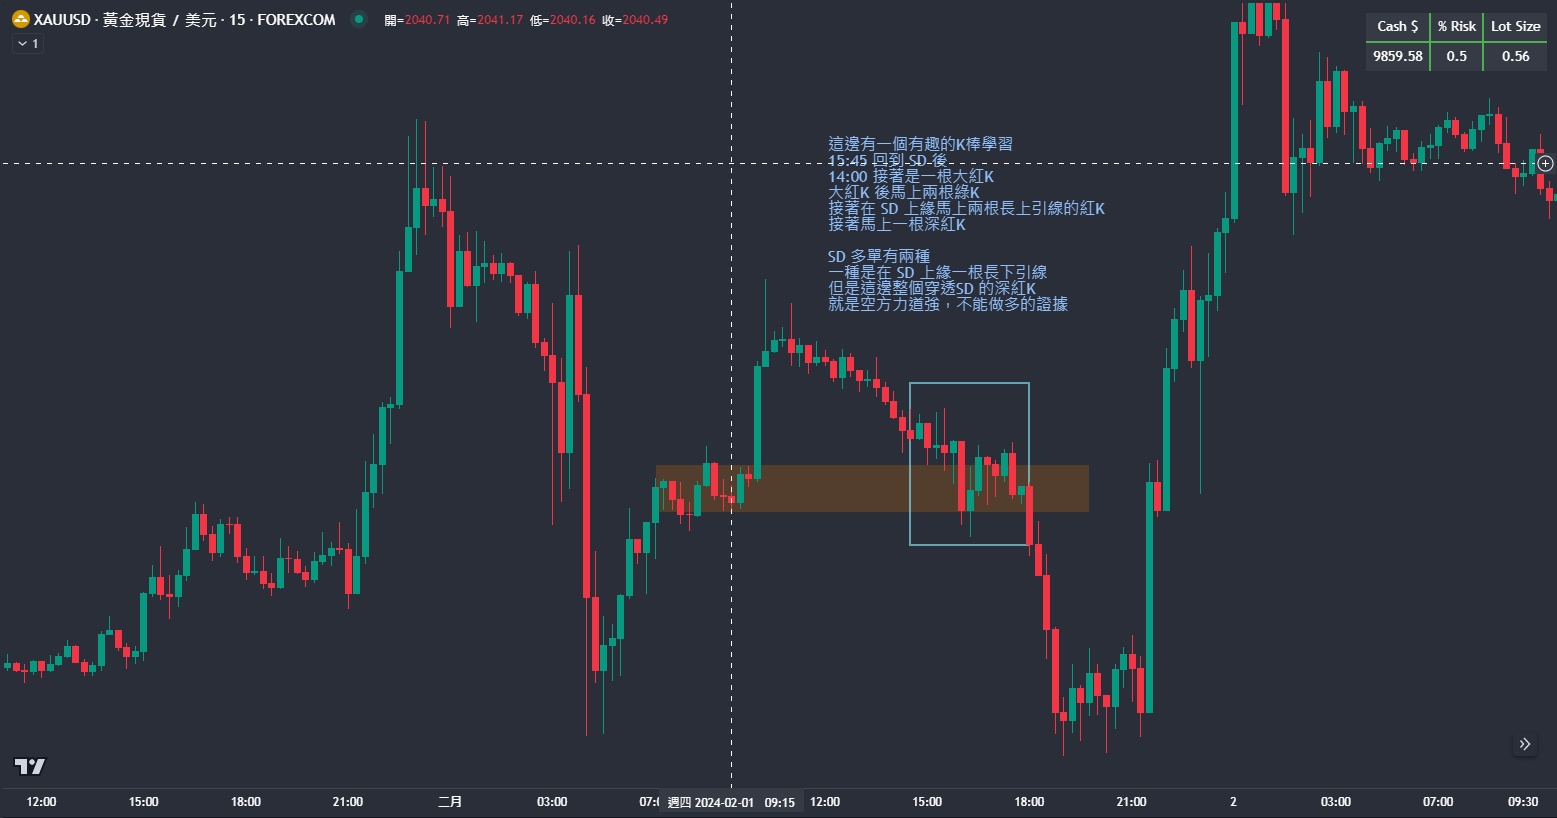 XAUUSD · 黃金現貨 / 美元 · 15 · FOREXCOM 開=2040.71 高=2041.17 低=2040.16 收=2040.49
1
Cash $ % Risk Lot Size
9859.58 0.5 0.56
這邊有一個有趣的K棒學習
15:45 回到 SD 後
14:00 接著是一根大紅K
大紅K 後馬上兩根綠K
接著在 SD 上緣馬上兩根長上引線的紅K
接著馬上一根深紅K
SD 多單有兩種
一種是在 SD 上緣一根長下引線
但是這邊整個穿透SD 的深紅K
就是空方力道強，不能做多的證據
12:00 15:00 18:00 21:00 二月 03:00 07:0 週四 2024-02-01 09:15 12:00 15:00 18:00 21:00 2 03:00 07:00 09:30